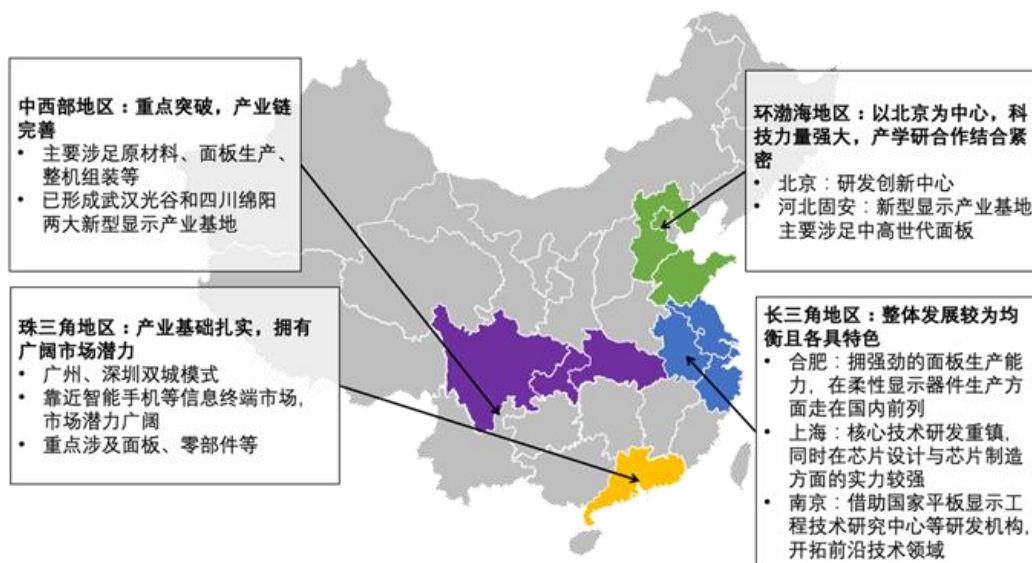 中西部地区：重点突破，产业链
完善
• 主要涉足原材料、面板生产、
整机组装等
• 已形成武汉光谷和四川绵阳
两大新型显示产业基地
珠三角地区：产业基础扎实，拥有
广阔市场潜力
• 广州、深圳双城模式
• 靠近智能手机等信息终端市场，
市场潜力广阔
• 重点涉及面板、零部件等
环渤海地区：以北京为中心，科
技力量强大，产学研合作结合紧
密
• 北京：研发创新中心
• 河北固安：新型显示产业基地
主要涉足中高世代面板
长三角地区：整体发展较为均
衡且各具特色
• 合肥：拥强劲的面板生产能
力，在柔性显示器件生产方
面走在国内前列
• 上海：核心技术研发重镇，
同时在芯片设计与芯片制造
方面的实力较强
• 南京：借助国家平板显示工
程技术研究中心等研发机构，
开拓前沿技术领域